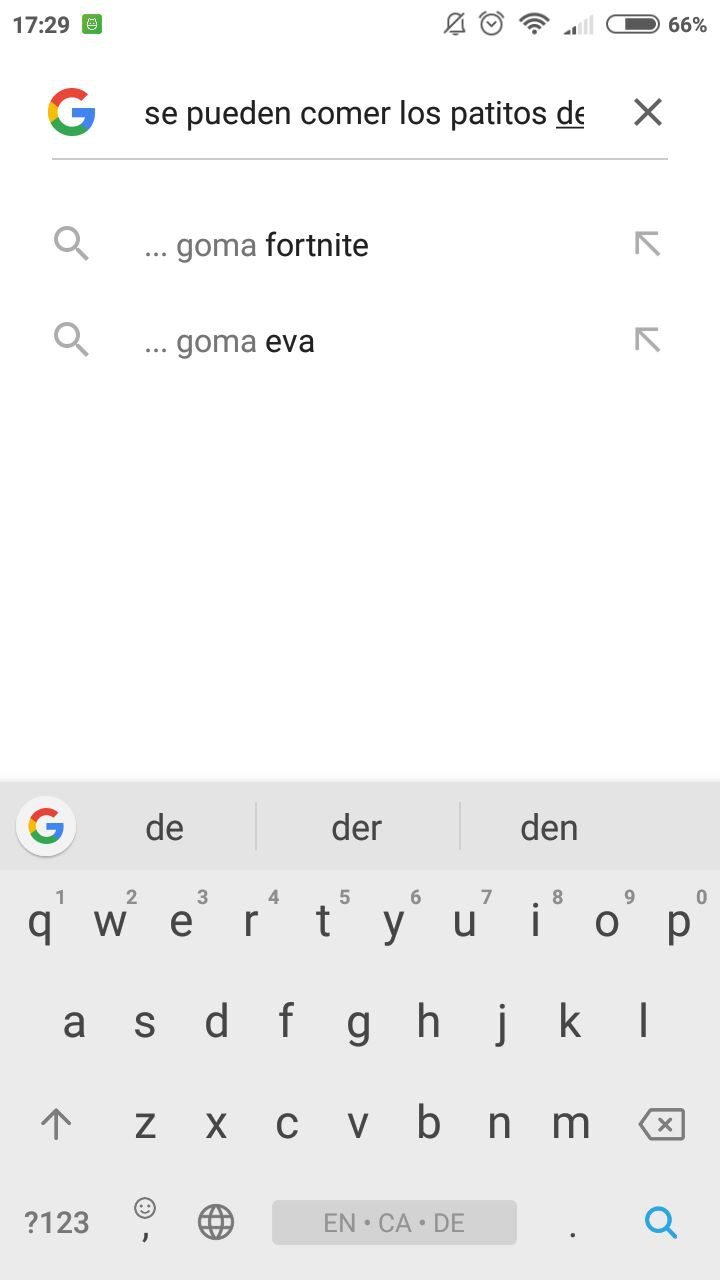 17:29 66%
se pueden comer los patitos de
... goma fortnite
... goma eva
de der den
1 2 3 4 5 6 7 8 9 0
q w e r t y u i o p
a s d f g h j k l
z x c v b n m
?123 , EN • CA • DE .